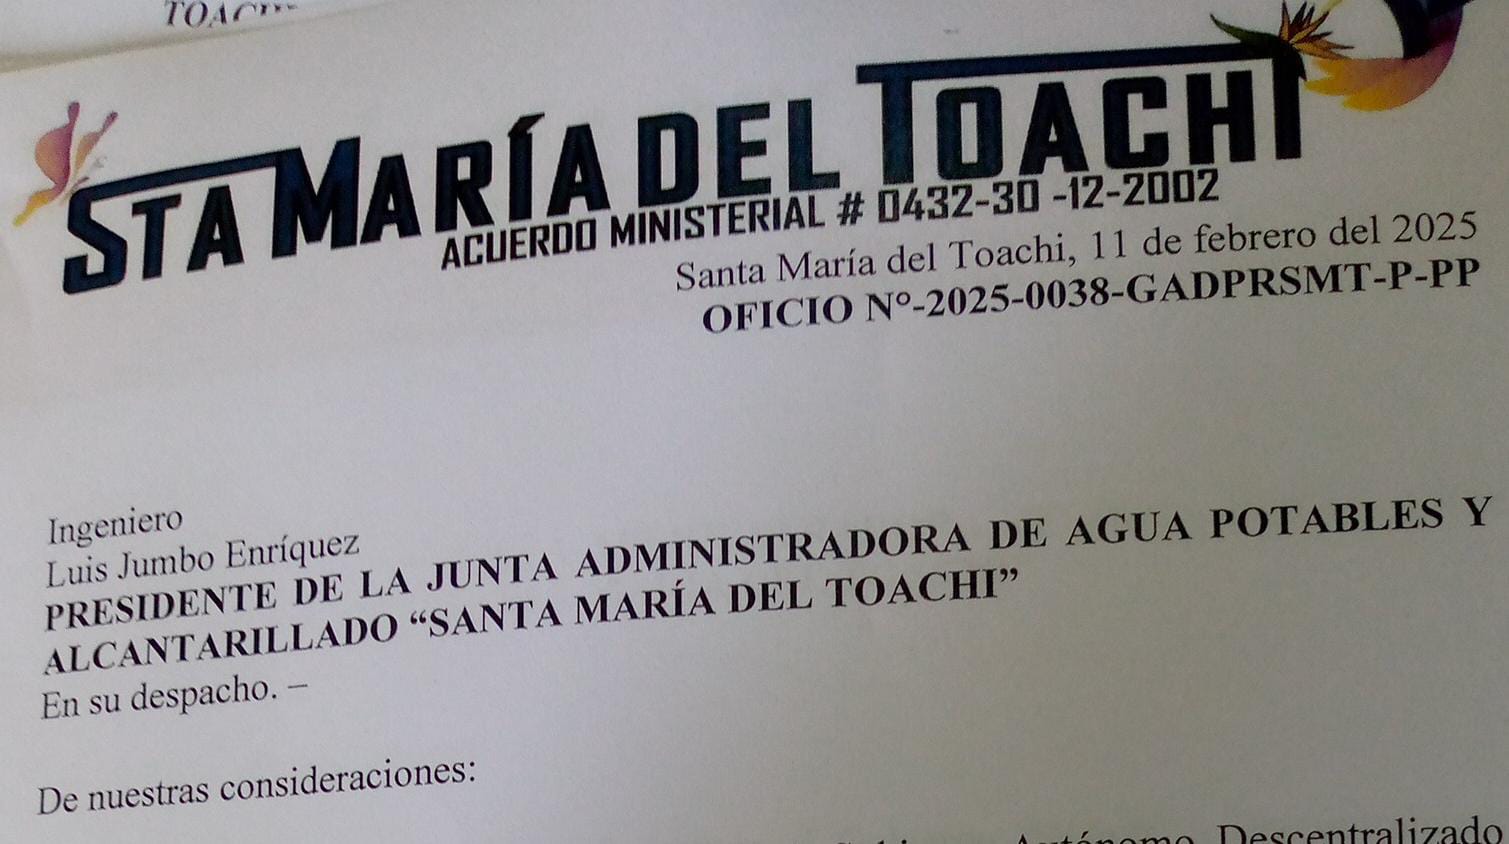 STA MARÍA DEL TOACHI
ACUERDO MINISTERIAL # 0432-30 -12-2002
Santa María del Toachi, 11 de febrero del 2025
OFICIO N°-2025-0038-GADPRSMT-P-PP
Ingeniero
Luis Jumbo Enríquez
PRESIDENTE DE LA JUNTA ADMINISTRADORA DE AGUA POTABLES Y
ALCANTARILLADO “SANTA MARÍA DEL TOACHI”
En su despacho. –
De nuestras consideraciones:
Autónomo Descentralizado